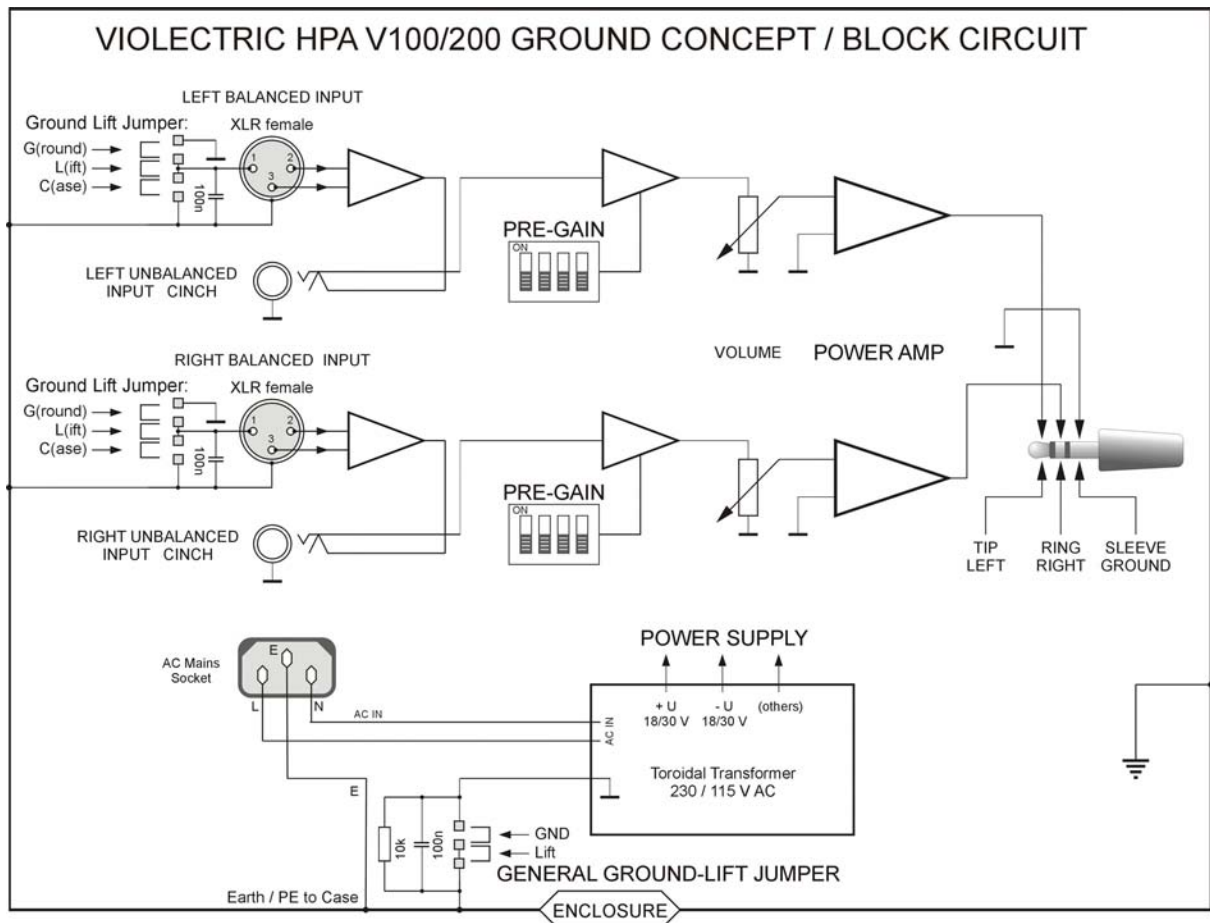 VIOLECTRIC HPA V100/200 GROUND CONCEPT / BLOCK CIRCUIT
LEFT BALANCED INPUT
Ground Lift Jumper:
XLR female
G(round)
L(ift)
C(ase)
1
2
3
100n
PRE-GAIN
ON
LEFT UNBALANCED
INPUT CINCH
RIGHT BALANCED INPUT
VOLUME
POWER AMP
Ground Lift Jumper:
XLR female
G(round)
L(ift)
C(ase)
1
2
3
100n
PRE-GAIN
ON
RIGHT UNBALANCED
INPUT CINCH
TIP
LEFT
RING
RIGHT
SLEEVE
GROUND
POWER SUPPLY
AC Mains
Socket
E
L
N
AC IN
AC IN
+ U
18/30 V
- U
18/30 V
(others)
Toroidal Transformer
230 / 115 V AC
E
10k
100n
GND
Lift
GENERAL GROUND-LIFT JUMPER
Earth / PE to Case
ENCLOSURE